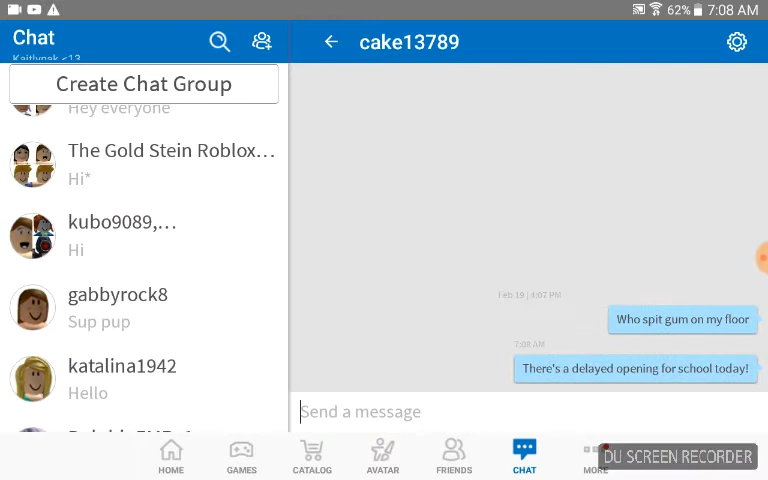 62% 7:08 AM
Chat
Kaitlynak <13
Create Chat Group
Hey everyone
The Gold Stein Roblox...
Hi*
kubo9089,...
Hi
gabbyrock8
Sup pup
katalina1942
Hello
cake13789
Feb 19 | 4:07 PM
Who spit gum on my floor
7:08 AM
There's a delayed opening for school today!
Send a message
HOME
GAMES
CATALOG
AVATAR
FRIENDS
CHAT
MORE
DU SCREEN RECORDER